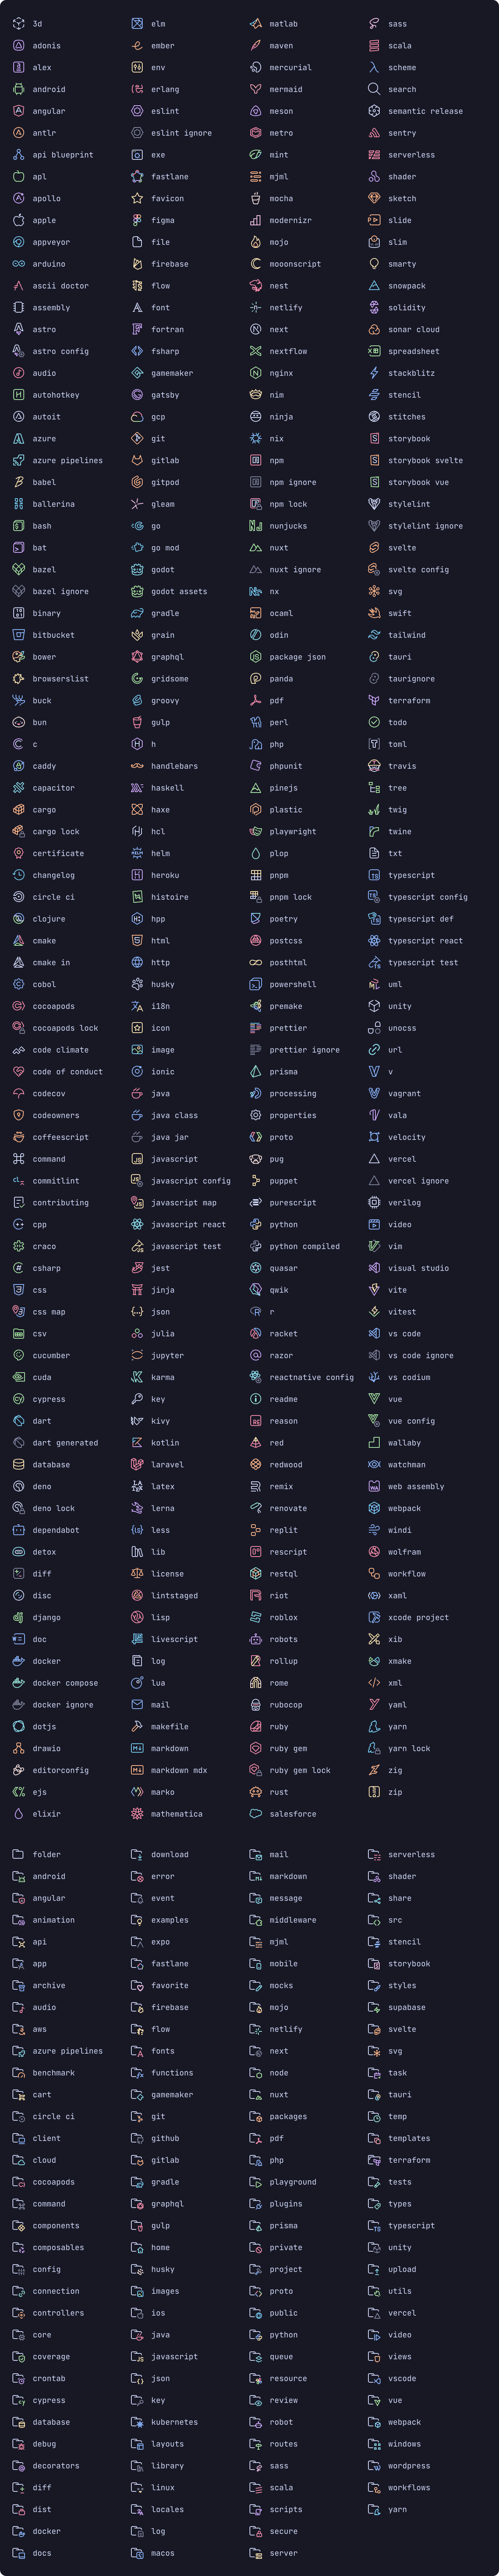 3d
adonis
alex
android
angular
antlr
api blueprint
apl
apollo
apple
appveyor
arduino
ascii doctor
assembly
astro
astro config
audio
autohotkey
autoit
azure
azure pipelines
babel
ballerina
bash
bat
bazel
bazel ignore
binary
bitbucket
bower
browserslist
buck
bun
c
caddy
capacitor
cargo
cargo lock
certificate
changelog
circle ci
clojure
cmake
cmake in
cobol
cocoapods
cocoapods lock
code climate
code of conduct
codecov
codeowners
coffeescript
command
commitlint
contributing
cpp
craco
csharp
css
css map
csv
cucumber
cuda
cypress
dart
dart generated
database
deno
deno lock
dependabot
detox
diff
disc
django
doc
docker
docker compose
docker ignore
dotjs
drawio
editorconfig
ejs
elixir
elm
ember
env
erlang
eslint
eslint ignore
exe
fastlane
favicon
figma
file
firebase
flow
font
fortran
fsharp
gamemaker
gatsby
gcp
git
gitlab
gitpod
gleam
go
go mod
godot
godot assets
gradle
grain
graphql
gridsome
groovy
gulp
h
handlebars
haskell
haxe
hcl
helm
heroku
histoire
hpp
html
http
husky
i18n
icon
image
ionic
java
java class
java jar
javascript
javascript config
javascript map
javascript react
javascript test
jest
jinja
json
julia
jupyter
karma
key
kivy
kotlin
laravel
latex
lerna
less
lib
license
lintstaged
lisp
livescript
log
lua
mail
makefile
markdown
markdown mdx
marko
mathematica
matlab
maven
mercurial
mermaid
meson
metro
mint
mjml
mocha
modernizr
mojo
mooonscript
nest
netlify
next
nextflow
nginx
nim
ninja
nix
npm
npm ignore
npm lock
nunjucks
nuxt
nuxt ignore
nx
ocaml
odin
package json
panda
pdf
perl
php
phpunit
pinejs
plastic
playwright
plop
pnpm
pnpm lock
poetry
postcss
posthtml
powershell
premake
prettier
prettier ignore
prisma
processing
properties
proto
pug
puppet
purescript
python
python compiled
quasar
qwik
r
racket
razor
reactnative config
readme
reason
red
redwood
remix
renovate
replit
rescript
restql
riot
roblox
robots
rollup
rome
rubocop
ruby
ruby gem
ruby gem lock
rust
salesforce
sass
scala
scheme
search
semantic release
sentry
serverless
shader
sketch
slide
slim
smarty
snowpack
solidity
sonar cloud
spreadsheet
stackblitz
stencil
stitches
storybook
storybook svelte
storybook vue
stylelint
stylelint ignore
svelte
svelte config
svg
swift
tailwind
tauri
taurignore
terraform
todo
toml
travis
tree
twig
twine
txt
typescript
typescript config
typescript def
typescript react
typescript test
uml
unity
unocss
url
v
vagrant
vala
velocity
vercel
vercel ignore
verilog
video
vim
visual studio
vite
vitest
vs code
vs code ignore
vs codium
vue
vue config
wallaby
watchman
web assembly
webpack
windi
wolfram
workflow
xaml
xcode project
xib
xmake
xml
yaml
yarn
yarn lock
zig
zip
folder
android
angular
animation
api
app
archive
audio
aws
azure pipelines
benchmark
cart
circle ci
client
cloud
cocoapods
command
components
composables
config
connection
controllers
core
coverage
crontab
cypress
database
debug
decorators
diff
dist
docker
docs
download
error
event
examples
expo
fastlane
favorite
firebase
flow
fonts
functions
gamemaker
git
github
gitlab
gradle
graphql
gulp
home
husky
images
ios
java
javascript
json
key
kubernetes
layouts
library
linux
locales
log
macos
mail
markdown
message
middleware
mjml
mobile
mocks
mojo
netlify
next
node
nuxt
packages
pdf
php
playground
plugins
prisma
private
project
proto
public
python
queue
resource
review
robot
routes
sass
scala
scripts
secure
server
serverless
shader
share
src
stencil
storybook
styles
supabase
svelte
svg
task
tauri
temp
templates
terraform
tests
types
typescript
unity
upload
utils
vercel
video
views
vscode
vue
webpack
windows
wordpress
workflows
yarn